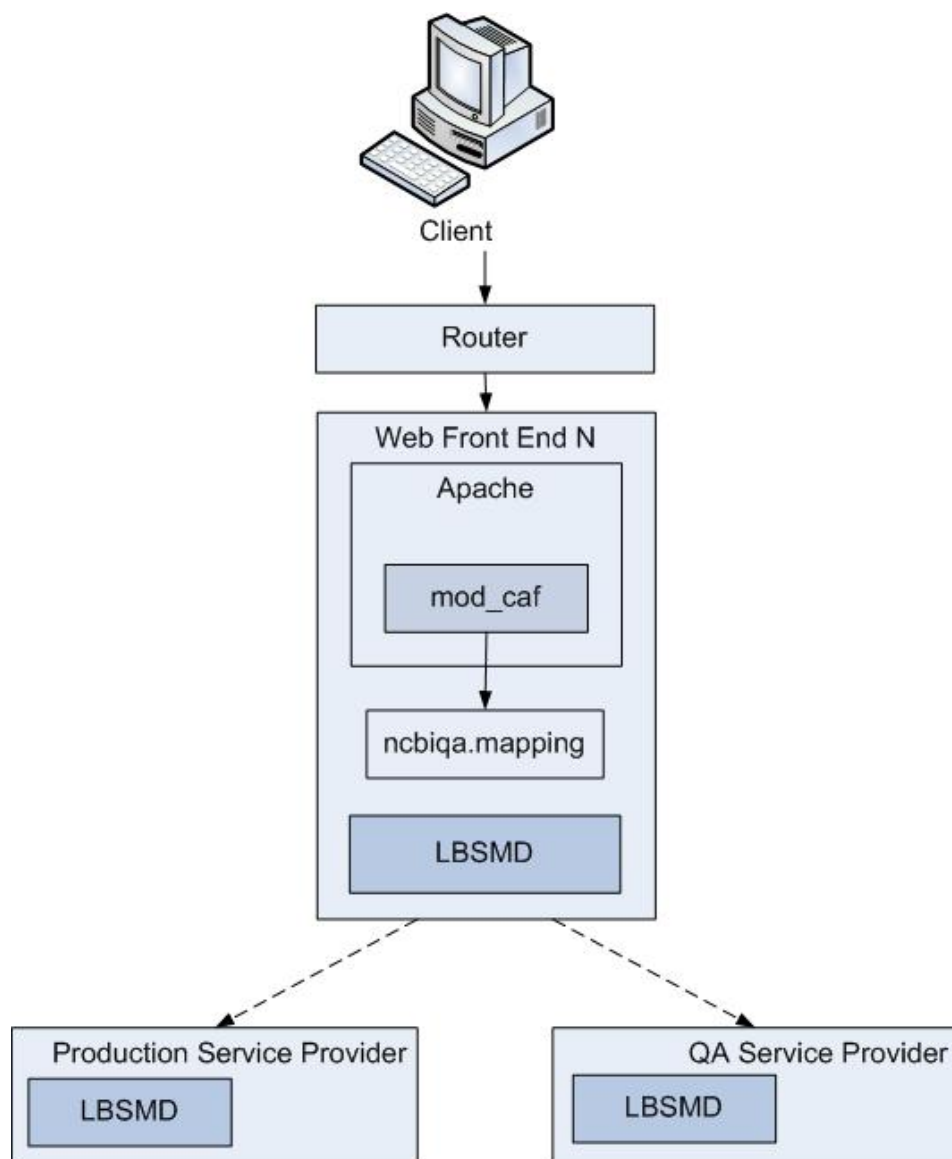 Client
Router
Web Front End N
Apache
mod_caf
ncbiqa.mapping
LBSMD
Production Service Provider
LBSMD
QA Service Provider
LBSMD